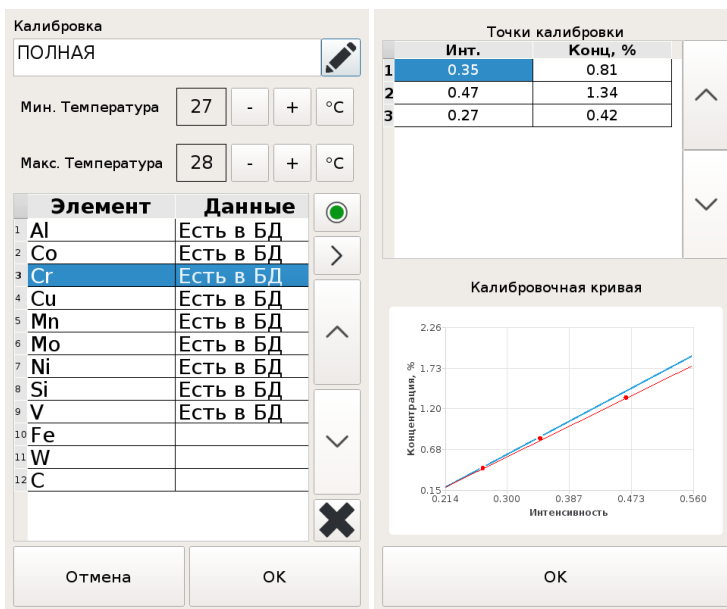 Калибровка
ПОЛНАЯ
Мин. Температура 27 - + °C
Макс. Температура 28 - + °C
Элемент Данные
1 Al Есть в БД
2 Co Есть в БД
3 Cr Есть в БД
4 Cu Есть в БД
5 Mn Есть в БД
6 Mo Есть в БД
7 Ni Есть в БД
8 Si Есть в БД
9 V Есть в БД
10 Fe
11 W
12 C
Отмена OK
Точки калибровки
Инт. Конц, %
1 0.35 0.81
2 0.47 1.34
3 0.27 0.42
Калибровочная кривая
Концентрация, %
2.26
1.73
1.20
0.68
0.15
0.214 0.300 0.387 0.473 0.560
Интенсивность
OK